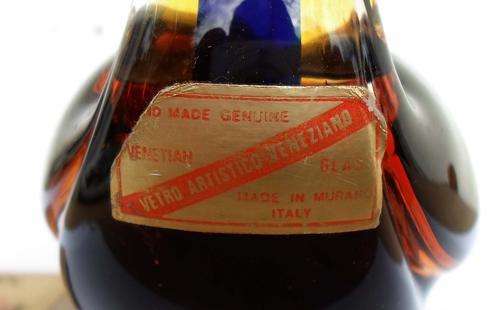 MADE GENUINE
VENETIAN
VETRO ARTISTICO VENEZIANO
MADE IN MURANO
ITALY